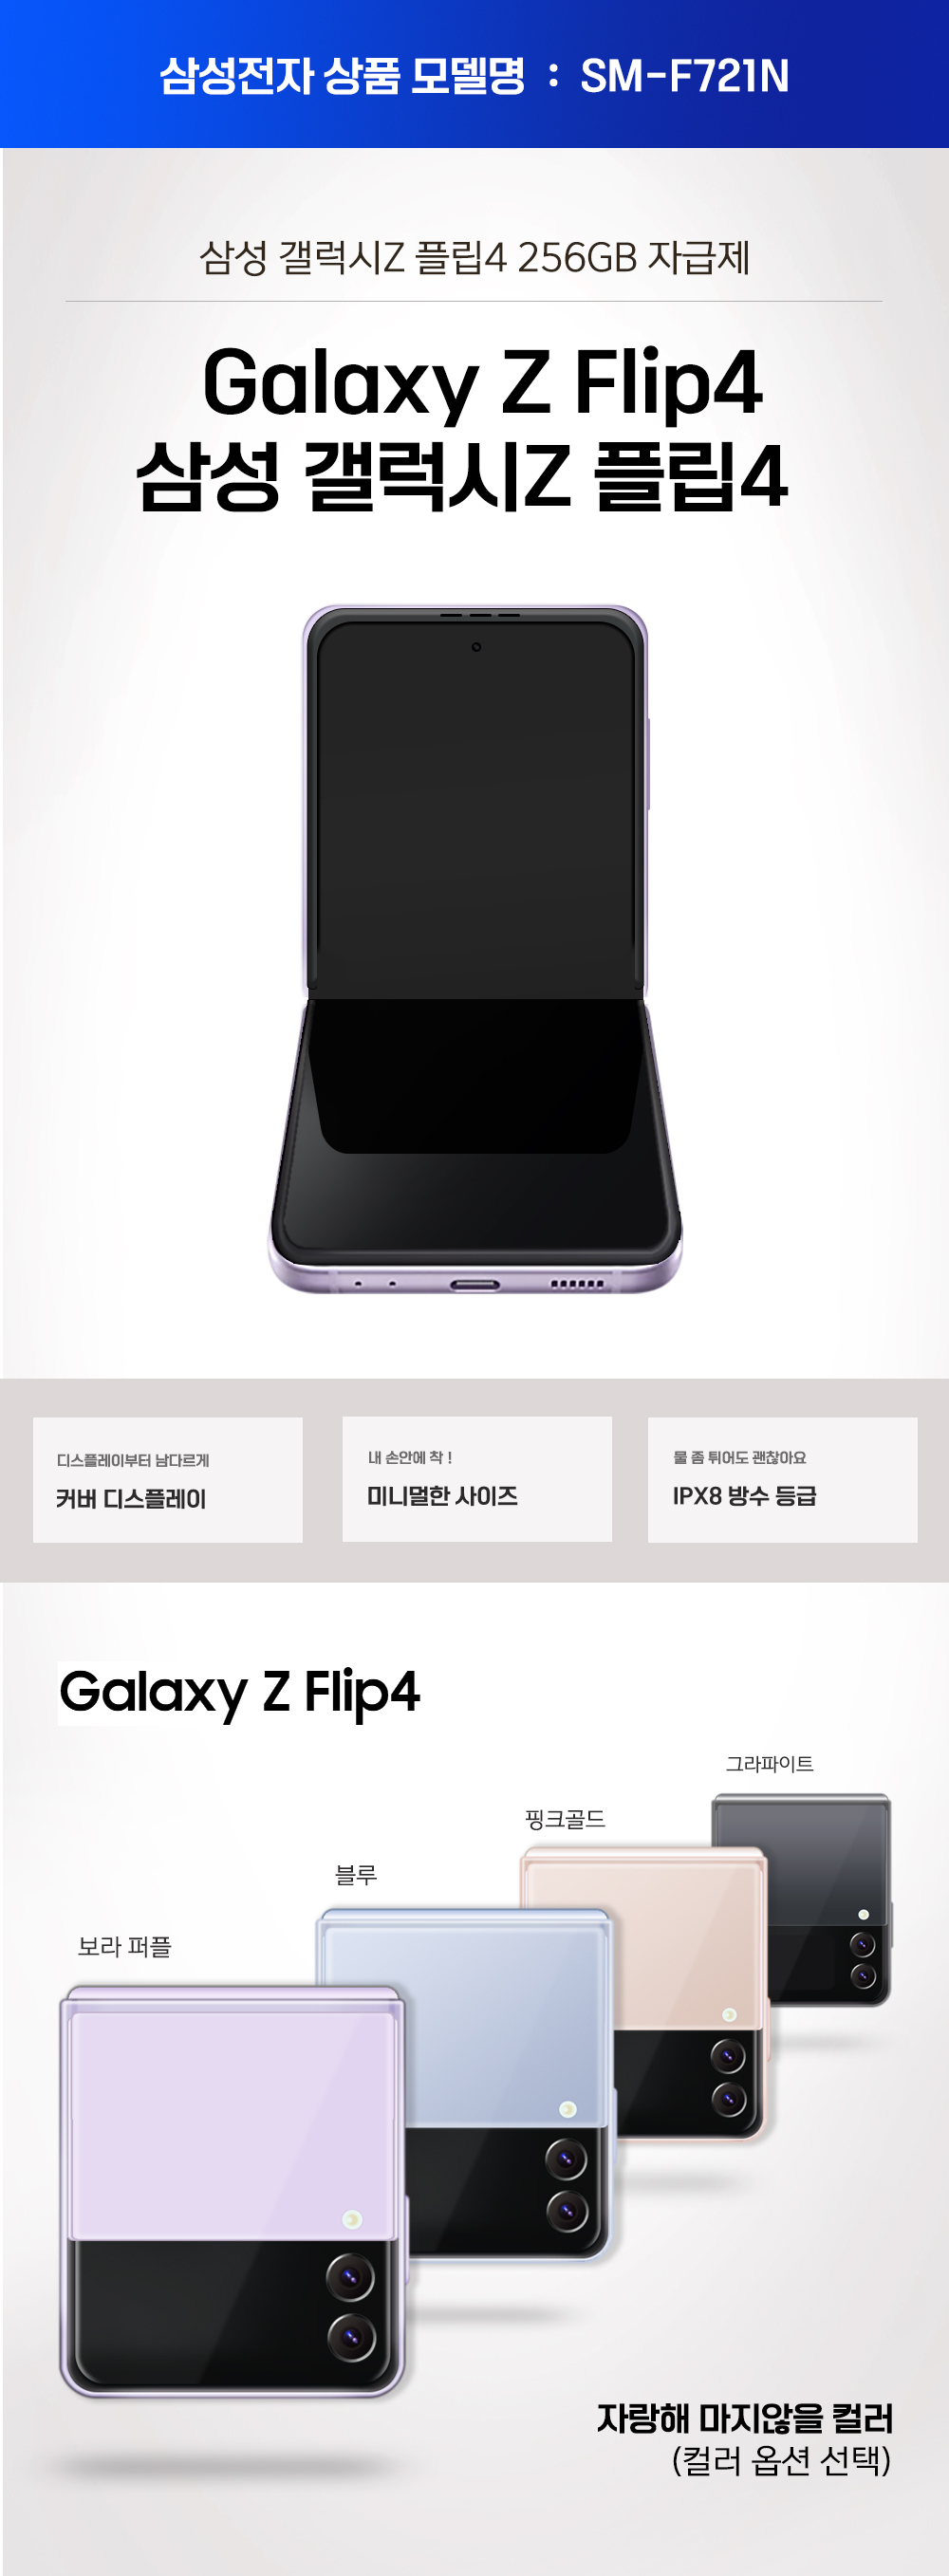 삼성전자 상품 모델명 : SM-F721N
삼성 갤럭시Z 플립4 256GB 자급제
Galaxy Z Flip4
삼성 갤럭시Z 플립4
디스플레이부터 남다르게
커버 디스플레이
내 손안에 착 !
미니멀한 사이즈
물 좀 튀어도 괜찮아요
IPX8 방수 등급
Galaxy Z Flip4
그라파이트
핑크골드
블루
보라 퍼플
자랑해 마지않을 컬러
(컬러 옵션 선택)